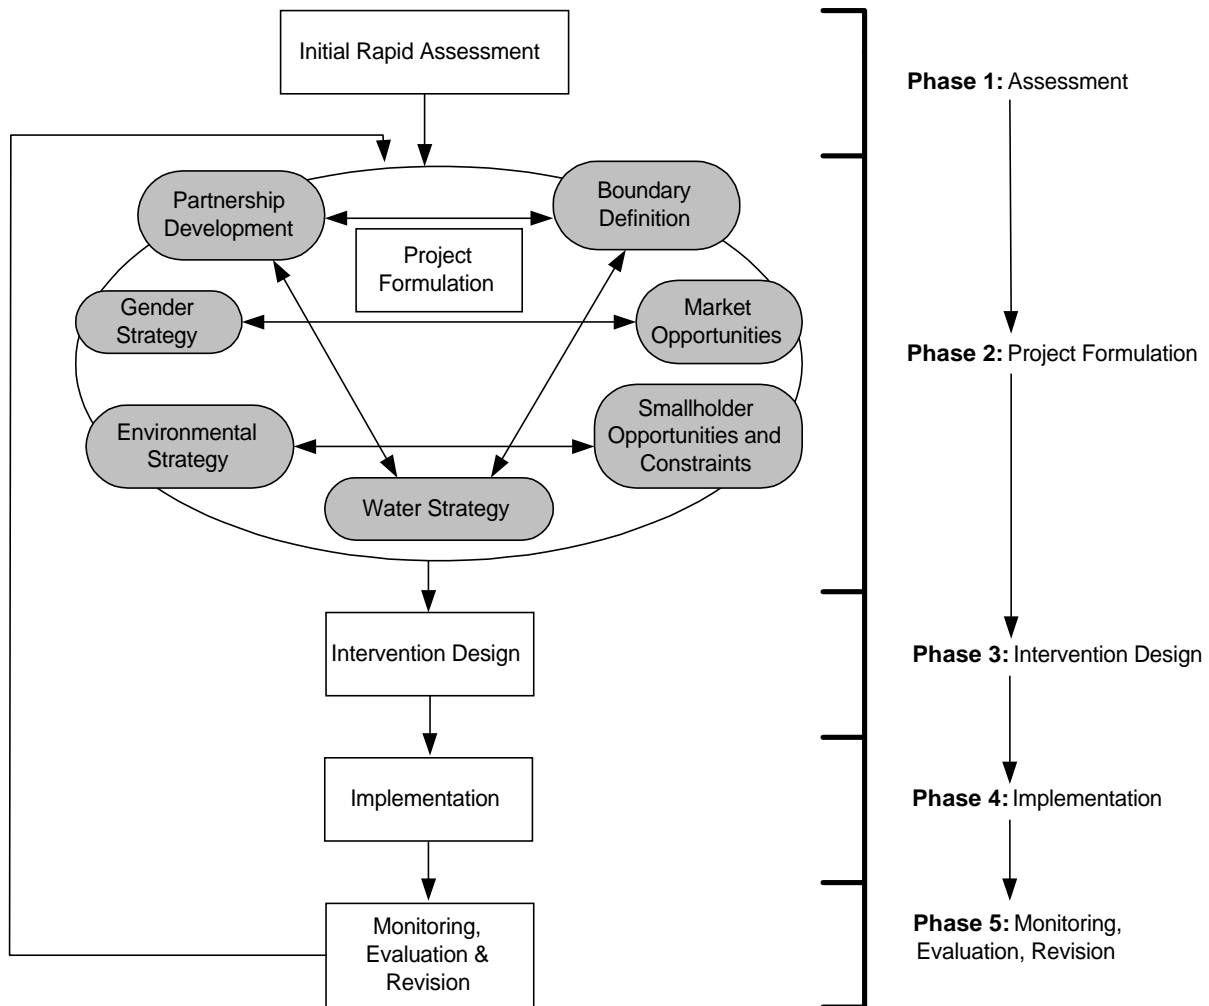 Initial Rapid Assessment
Partnership
Development
Boundary
Definition
Project
Formulation
Gender
Strategy
Market
Opportunities
Environmental
Strategy
Smallholder
Opportunities and
Constraints
Water Strategy
Intervention Design
Implementation
Monitoring,
Evaluation &
Revision
Phase 1: Assessment
Phase 2: Project Formulation
Phase 3: Intervention Design
Phase 4: Implementation
Phase 5: Monitoring,
Evaluation, Revision